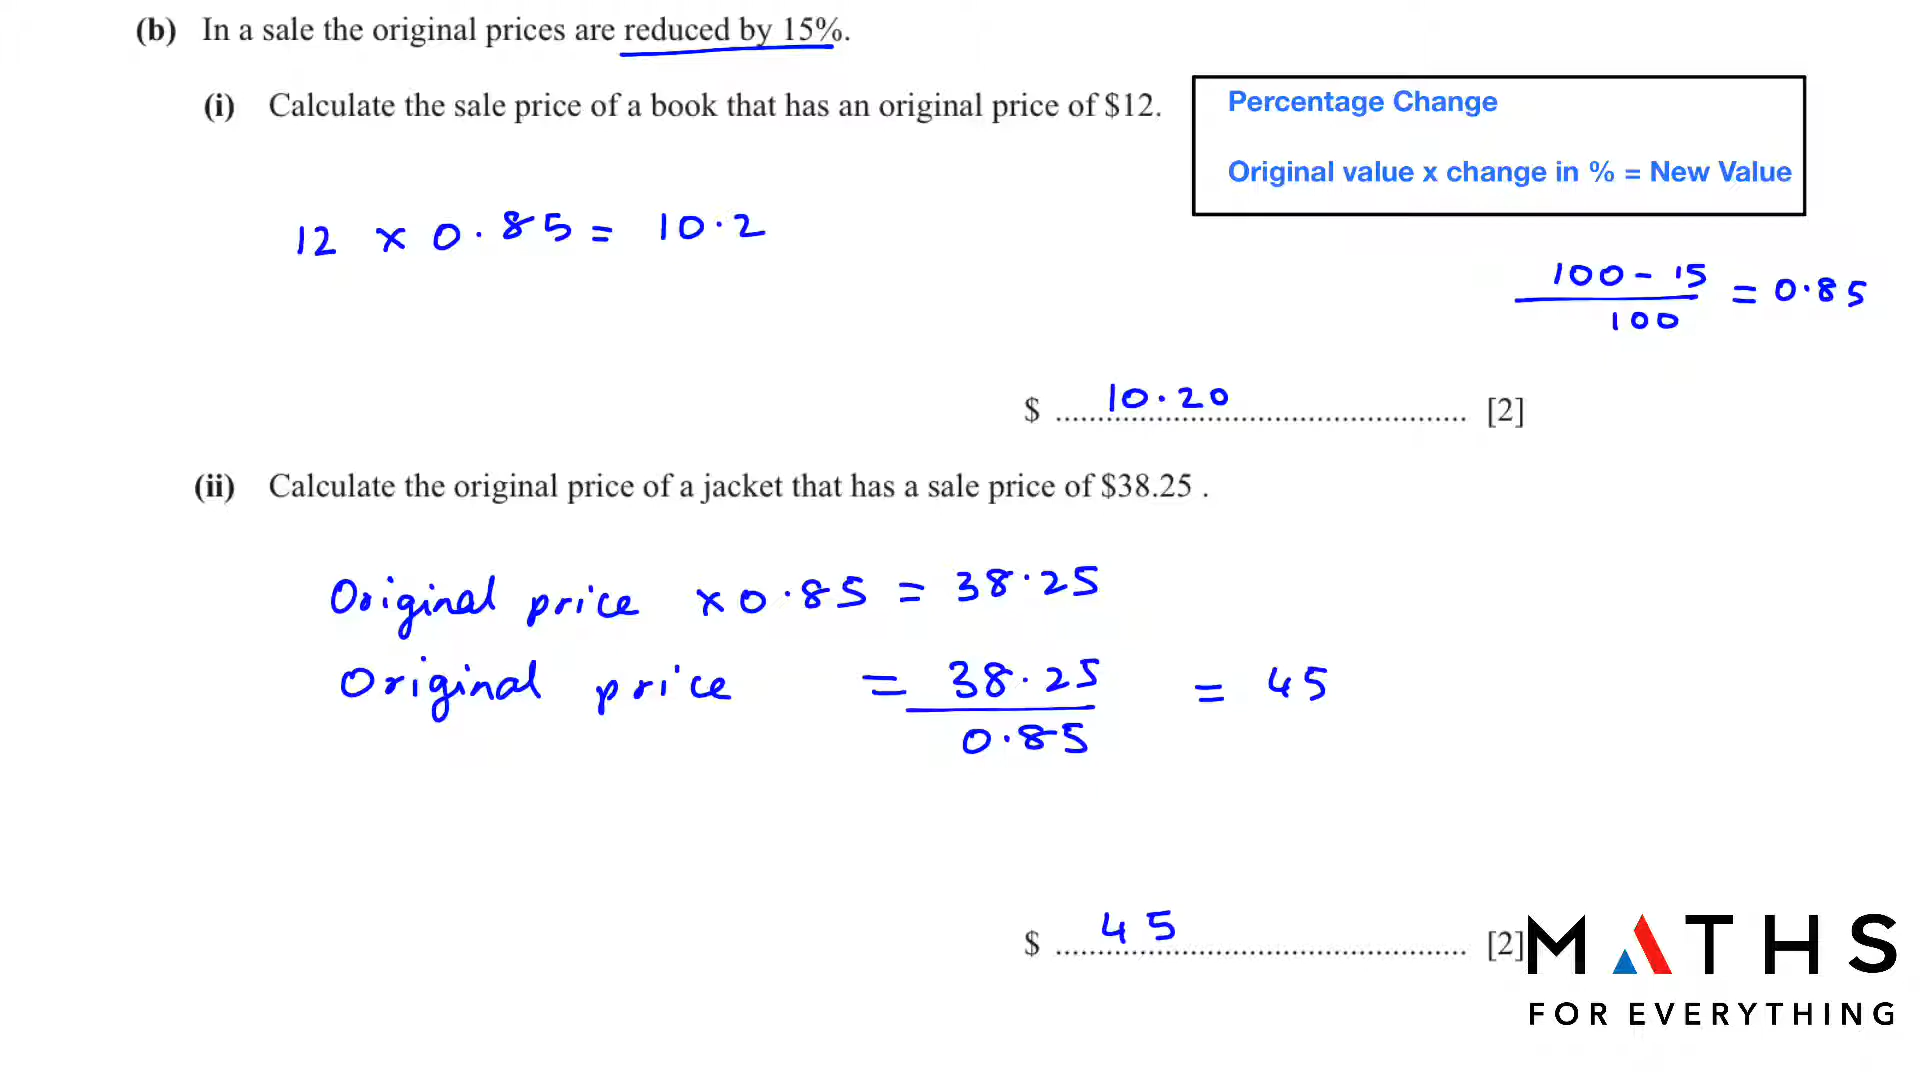 (b) In a sale the original prices are reduced by 15%.
(i) Calculate the sale price of a book that has an original price of $12.
Percentage Change
Original value x change in % = New Value
12 × 0.85 = 10.2
100 - 15 / 100 = 0.85
$ 10.20 [2]
(ii) Calculate the original price of a jacket that has a sale price of $38.25 .
Original price × 0.85 = 38.25
Original price = 38.25 / 0.85 = 45
$ 45 [2]
MATHS
FOR EVERYTHING